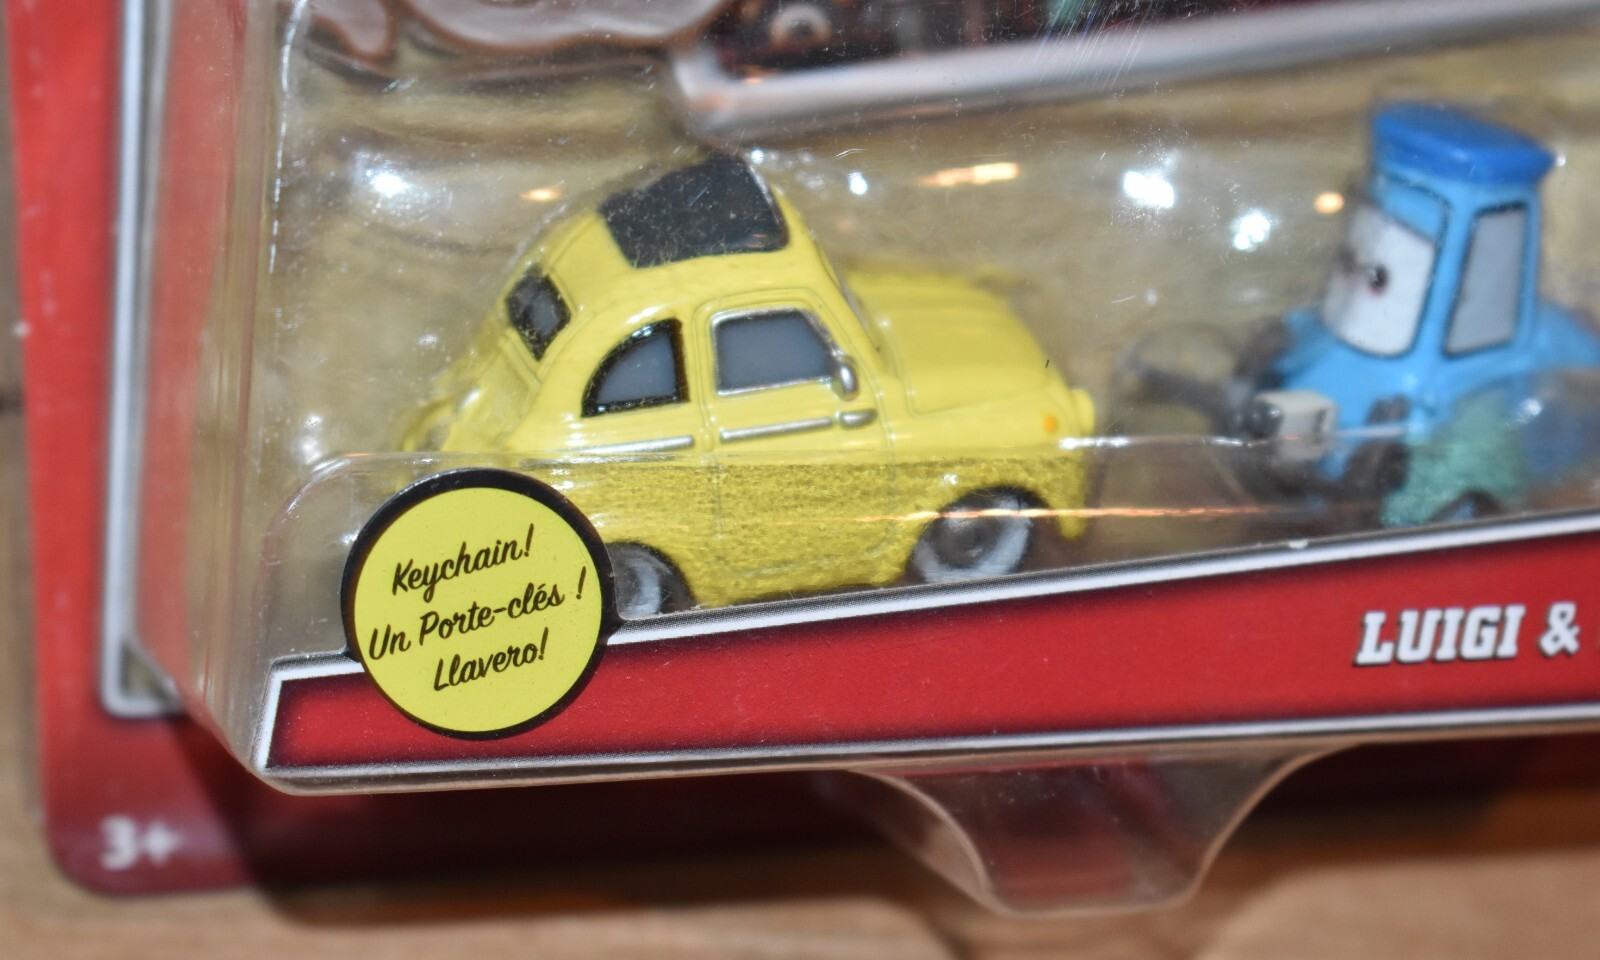 Keychain!
Un Porte-clés !
Llavero!
LUIGI &
3+